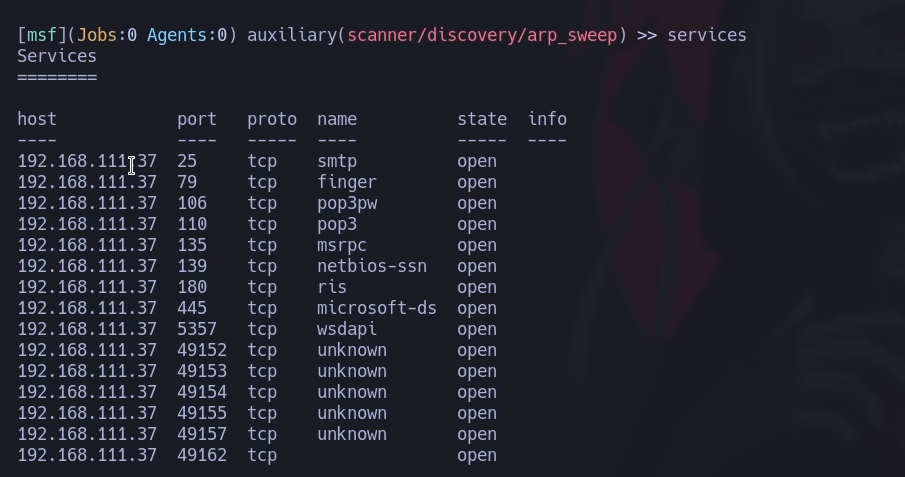 [msf](Jobs:0 Agents:0) auxiliary(scanner/discovery/arp_sweep) >> services
Services
========
host port proto name state info
---- ---- ----- ---- ----- ----
192.168.111.37 25 tcp smtp open
192.168.111.37 79 tcp finger open
192.168.111.37 106 tcp pop3pw open
192.168.111.37 110 tcp pop3 open
192.168.111.37 135 tcp msrpc open
192.168.111.37 139 tcp netbios-ssn open
192.168.111.37 180 tcp ris open
192.168.111.37 445 tcp microsoft-ds open
192.168.111.37 5357 tcp wsdapi open
192.168.111.37 49152 tcp unknown open
192.168.111.37 49153 tcp unknown open
192.168.111.37 49154 tcp unknown open
192.168.111.37 49155 tcp unknown open
192.168.111.37 49157 tcp unknown open
192.168.111.37 49162 tcp open